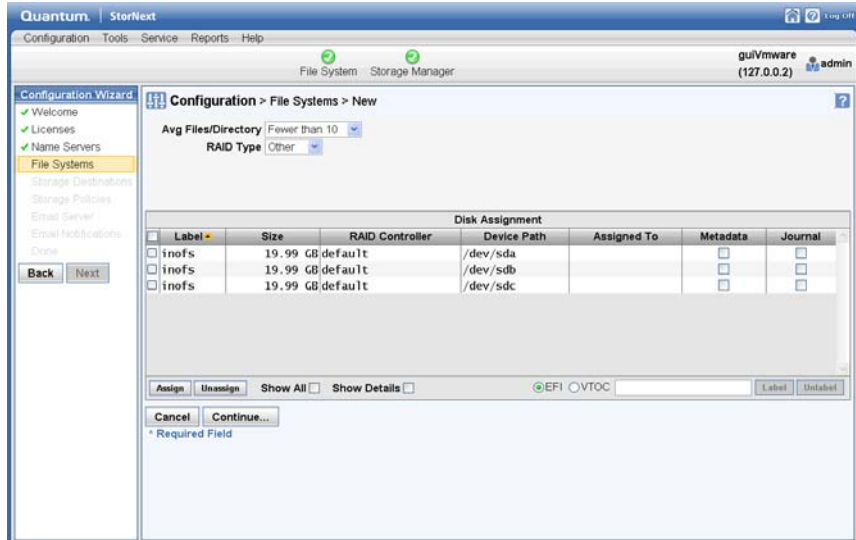 Quantum. StorNext
Log Off
Configuration Tools Service Reports Help
File System Storage Manager
guiVmware
(127.0.0.2)
admin
Configuration Wizard
Welcome
Licenses
Name Servers
File Systems
Storage Destinations
Storage Policies
Email Server
Email Notifications
Done
Back Next
Configuration > File Systems > New
?
Avg Files/Directory Fewer than 10
RAID Type Other
Disk Assignment
Label Size RAID Controller Device Path Assigned To Metadata Journal
inofs 19.99 GB default /dev/sda
inofs 19.99 GB default /dev/sdb
inofs 19.99 GB default /dev/sdc
Assign Unassign Show All Show Details EFI VTOC Label Unlabel
Cancel Continue...
* Required Field